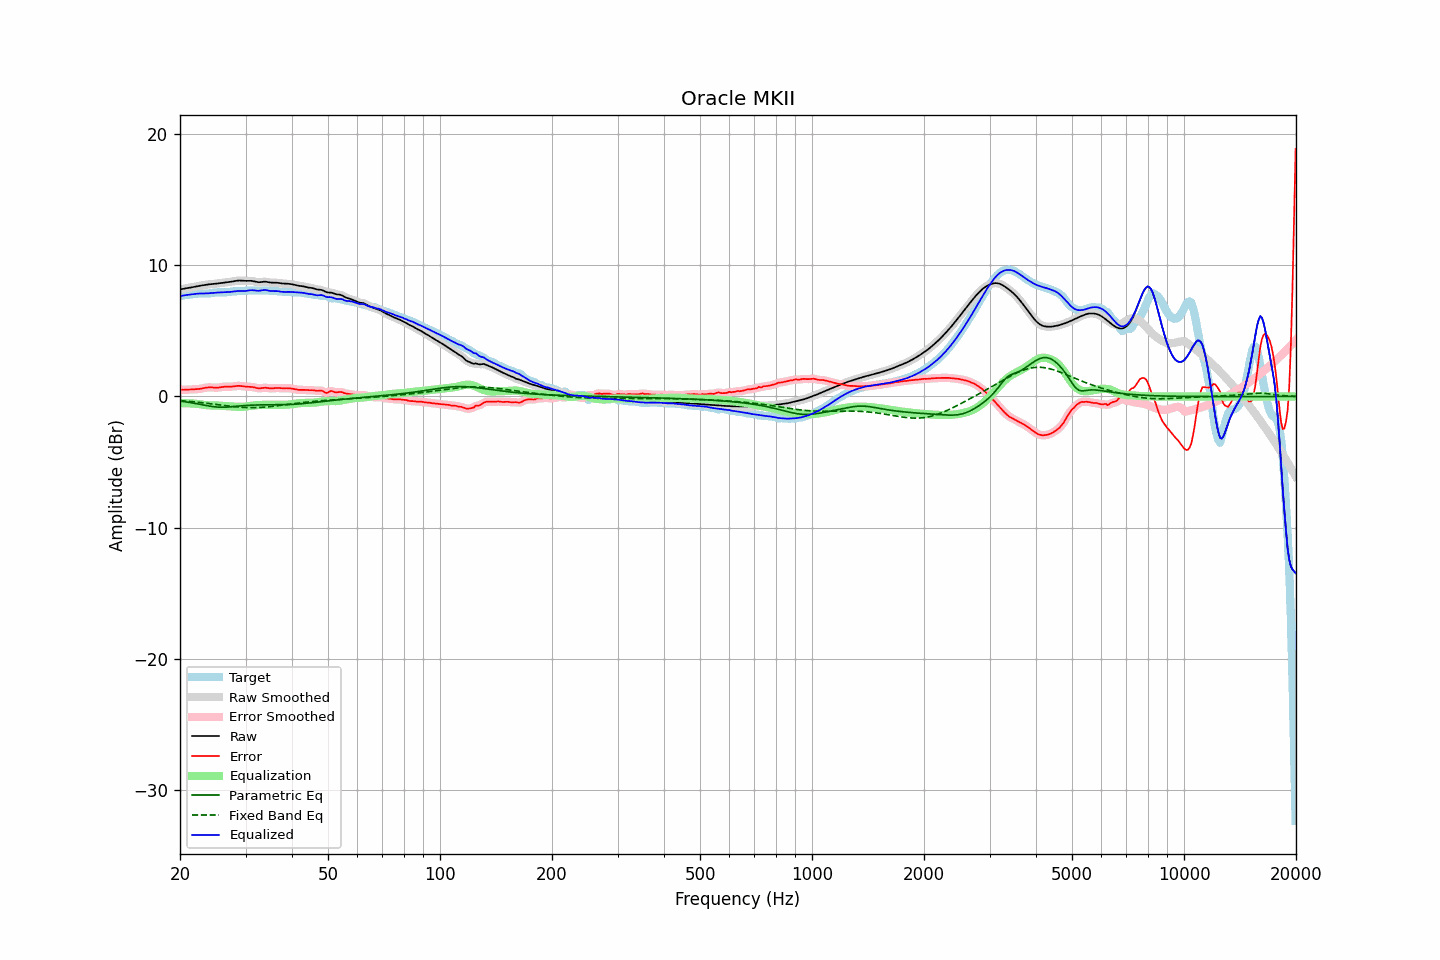 Oracle MKII
20
10
0
−10
−20
−30
Amplitude (dBr)
Target
Raw Smoothed
Error Smoothed
Raw
Error
Equalization
Parametric Eq
Fixed Band Eq
Equalized
20
50
100
200
500
1000
2000
5000
10000
20000
Frequency (Hz)